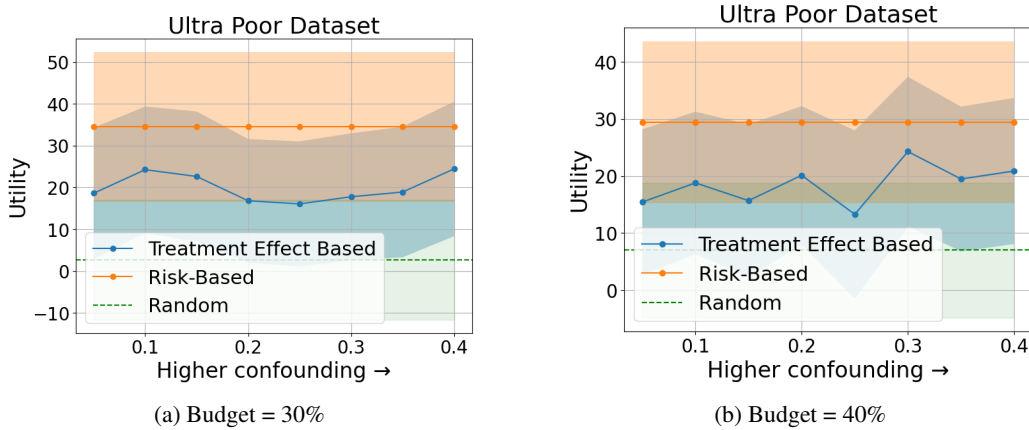 Ultra Poor Dataset
Utility
50
40
30
20
10
0
−10
Treatment Effect Based
Risk-Based
Random
0.1
0.2
0.3
0.4
Higher confounding →
(a) Budget = 30%
Ultra Poor Dataset
Utility
40
30
20
10
0
Treatment Effect Based
Risk-Based
Random
0.1
0.2
0.3
0.4
Higher confounding →
(b) Budget = 40%